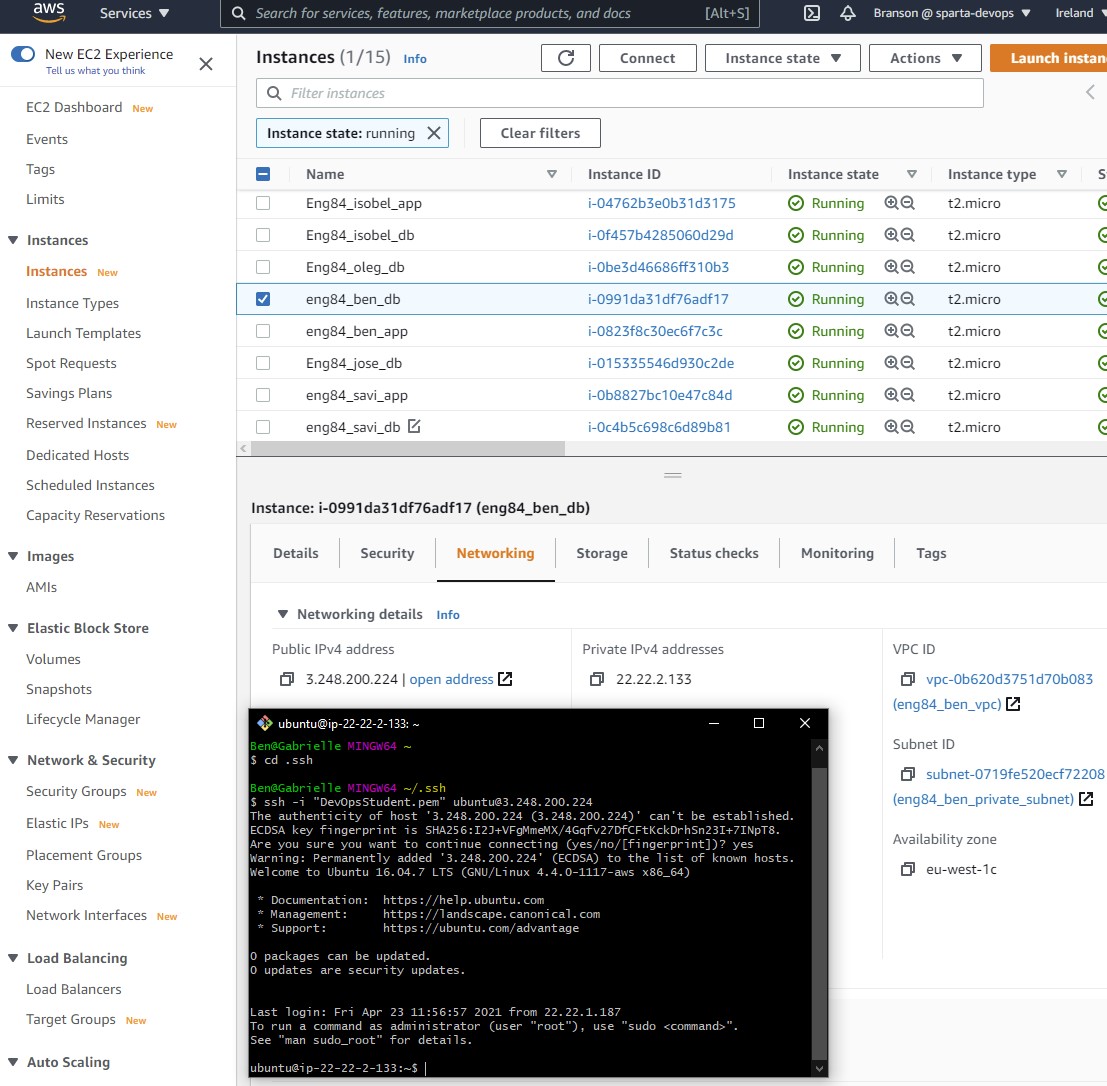 aws Services Search for services, features, marketplace products, and docs [Alt+S] Branson @ sparta-devops Ireland
New EC2 Experience
Tell us what you think
EC2 Dashboard New
Events
Tags
Limits
Instances
Instances New
Instance Types
Launch Templates
Spot Requests
Savings Plans
Reserved Instances New
Dedicated Hosts
Scheduled Instances
Capacity Reservations
Images
AMIs
Elastic Block Store
Volumes
Snapshots
Lifecycle Manager
Network & Security
Security Groups New
Elastic IPs New
Placement Groups
Key Pairs
Network Interfaces New
Load Balancing
Load Balancers
Target Groups New
Auto Scaling
Instances (1/15) Info Connect Instance state Actions Launch instan
Filter instances
Instance state: running Clear filters
Name Instance ID Instance state Instance type S
Eng84_isobel_app i-04762b3e0b31d3175 Running t2.micro
Eng84_isobel_db i-0f457b4285060d29d Running t2.micro
Eng84_oleg_db i-0be3d46686ff310b3 Running t2.micro
eng84_ben_db i-0991da31df76adf17 Running t2.micro
eng84_ben_app i-0823f8c30ec6f7c3c Running t2.micro
Eng84_jose_db i-015335546d930c2de Running t2.micro
eng84_savi_app i-0b8827bc10e47c84d Running t2.micro
eng84_savi_db i-0c4b5c698c6d89b81 Running t2.micro
Instance: i-0991da31df76adf17 (eng84_ben_db)
Details Security Networking Storage Status checks Monitoring Tags
Networking details Info
Public IPv4 address
3.248.200.224 | open address
Private IPv4 addresses
22.22.2.133
VPC ID
vpc-0b620d3751d70b083
(eng84_ben_vpc)
Subnet ID
subnet-0719fe520ecf72208
(eng84_ben_private_subnet)
Availability zone
eu-west-1c
ubuntu@ip-22-22-2-133: ~
Ben@Gabrielle MINGW64 ~
$ cd .ssh
Ben@Gabrielle MINGW64 ~/.ssh
$ ssh -i "DevOpsStudent.pem" ubuntu@3.248.200.224
The authenticity of host '3.248.200.224 (3.248.200.224)' can't be established.
ECDSA key fingerprint is SHA256:I2J+VFgMmeMX/4Gqfv27DfCFtKckDrhSn23I+7INpT8.
Are you sure you want to continue connecting (yes/no/[fingerprint])? yes
Warning: Permanently added '3.248.200.224' (ECDSA) to the list of known hosts.
Welcome to Ubuntu 16.04.7 LTS (GNU/Linux 4.4.0-1117-aws x86_64)
* Documentation: https://help.ubuntu.com
* Management: https://landscape.canonical.com
* Support: https://ubuntu.com/advantage
0 packages can be updated.
0 updates are security updates.
Last login: Fri Apr 23 11:56:57 2021 from 22.22.1.187
To run a command as administrator (user "root"), use "sudo <command>".
See "man sudo_root" for details.
ubuntu@ip-22-22-2-133:~$